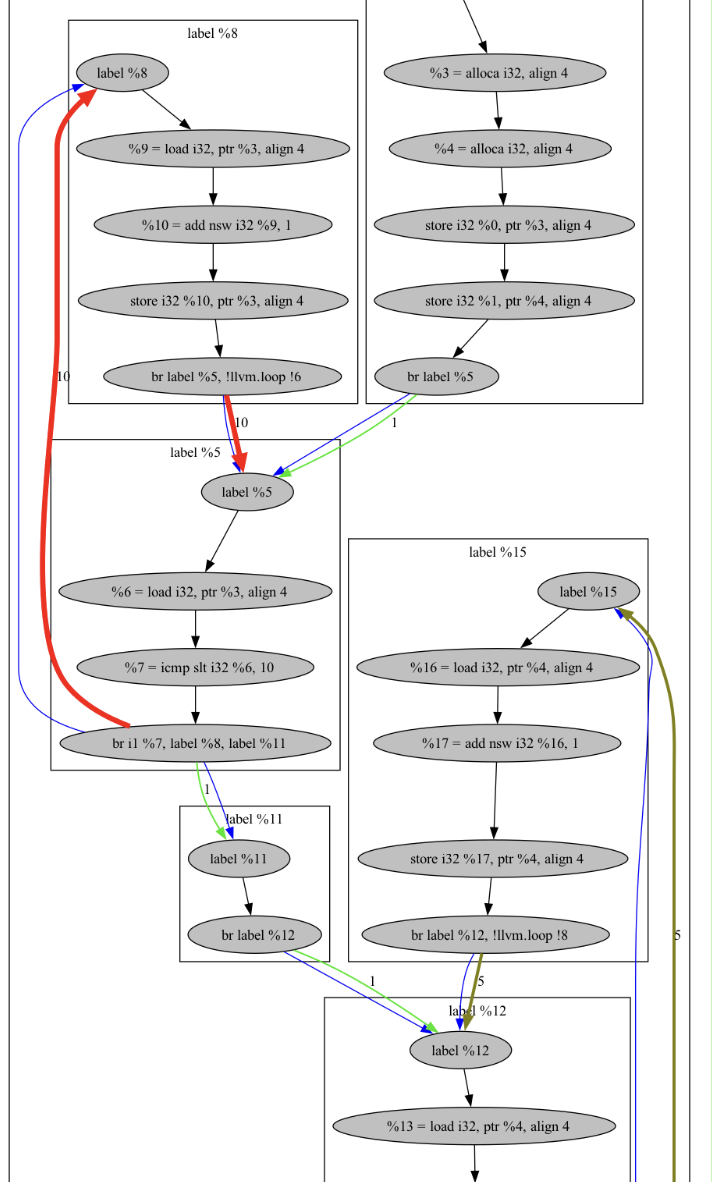 label %8
label %8
%9 = load i32, ptr %3, align 4
%10 = add nsw i32 %9, 1
store i32 %10, ptr %3, align 4
br label %5, !llvm.loop !6
%3 = alloca i32, align 4
%4 = alloca i32, align 4
store i32 %0, ptr %3, align 4
store i32 %1, ptr %4, align 4
br label %5
10
10
1
label %5
label %5
%6 = load i32, ptr %3, align 4
%7 = icmp slt i32 %6, 10
br i1 %7, label %8, label %11
label %15
label %15
%16 = load i32, ptr %4, align 4
%17 = add nsw i32 %16, 1
store i32 %17, ptr %4, align 4
br label %12, !llvm.loop !8
1
label %11
label %11
br label %12
5
1
5
label %12
label %12
%13 = load i32, ptr %4, align 4